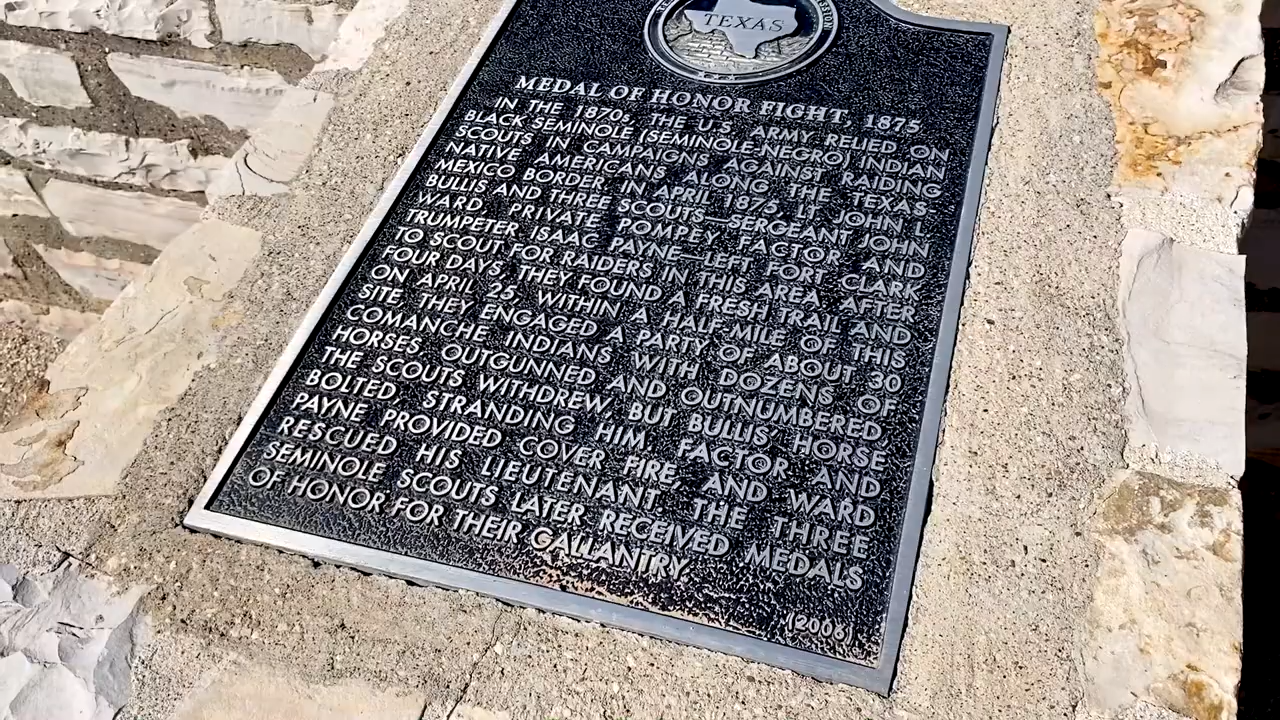 TEXAS
MEDAL OF HONOR FIGHT, 1875
IN THE 1870s, THE U.S. ARMY RELIED ON
BLACK SEMINOLE (SEMINOLE NEGRO) INDIAN
SCOUTS IN CAMPAIGNS AGAINST RAIDING
NATIVE AMERICANS ALONG THE TEXAS-
MEXICO BORDER. IN APRIL 1875, LT. JOHN L.
BULLIS AND THREE SCOUTS—SERGEANT JOHN
WARD, PRIVATE POMPEY FACTOR AND
TRUMPETER ISAAC PAYNE—LEFT FORT CLARK
TO SCOUT FOR RAIDERS IN THIS AREA. AFTER
FOUR DAYS, THEY FOUND A FRESH TRAIL AND
ON APRIL 25, WITHIN A HALF-MILE OF THIS
SITE, THEY ENGAGED A PARTY OF ABOUT 30
COMANCHE INDIANS WITH DOZENS OF
HORSES. OUTGUNNED AND OUTNUMBERED,
THE SCOUTS WITHDREW, BUT BULLIS' HORSE
BOLTED, STRANDING HIM. FACTOR AND
PAYNE PROVIDED COVER FIRE, AND WARD
RESCUED HIS LIEUTENANT. THE THREE
SEMINOLE SCOUTS LATER RECEIVED MEDALS
OF HONOR FOR THEIR GALLANTRY.
(2006)